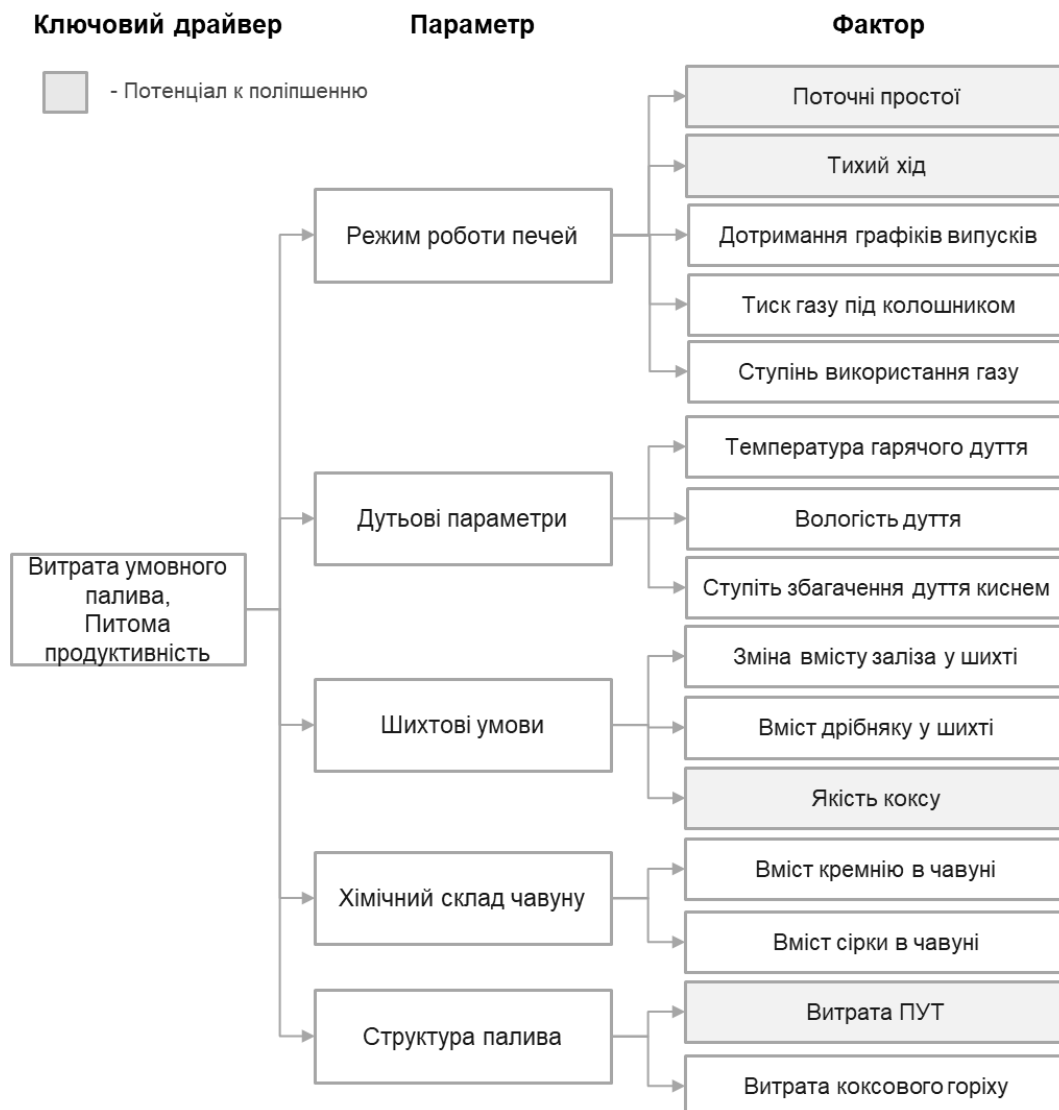 Ключовий драйвер
Параметр
Фактор
- Потенціал к поліпшенню
Витрата умовного
палива,
Питома
продуктивність
Режим роботи печей
Поточні простої
Тихий хід
Дотримання графіків випусків
Тиск газу під колошником
Ступінь використання газу
Дутьові параметри
Температура гарячого дуття
Вологість дуття
Ступіть збагачення дуття киснем
Шихтові умови
Зміна вмісту заліза у шихті
Вміст дрібняку у шихті
Якість коксу
Хімічний склад чавуну
Вміст кремнію в чавуні
Вміст сірки в чавуні
Структура палива
Витрата ПУТ
Витрата коксового горіху